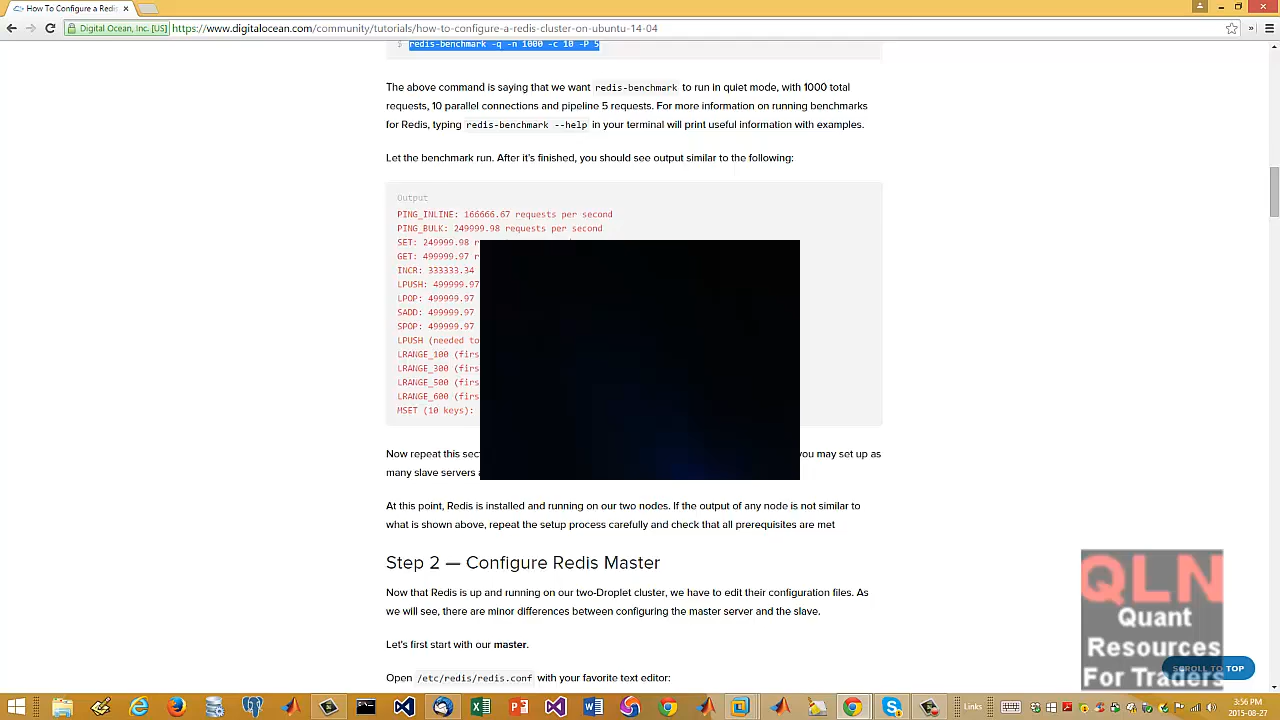 How To Configure a Redis
Digital Ocean, Inc. [US]
https://www.digitalocean.com/community/tutorials/how-to-configure-a-redis-cluster-on-ubuntu-14-04
$ redis-benchmark -q -n 1000 -c 10 -P 5
The above command is saying that we want redis-benchmark to run in quiet mode, with 1000 total
requests, 10 parallel connections and pipeline 5 requests. For more information on running benchmarks
for Redis, typing redis-benchmark --help in your terminal will print useful information with examples.
Let the benchmark run. After it's finished, you should see output similar to the following:
Output
PING_INLINE: 166666.67 requests per second
PING_BULK: 249999.98 requests per second
SET: 249999.98 r
GET: 499999.97 r
INCR: 333333.34
LPUSH: 499999.97
LPOP: 499999.97
SADD: 499999.97
SPOP: 499999.97
LPUSH (needed to
LRANGE_100 (firs
LRANGE_300 (firs
LRANGE_500 (firs
LRANGE_600 (firs
MSET (10 keys):
Now repeat this sec you may set up as
many slave servers
At this point, Redis is installed and running on our two nodes. If the output of any node is not similar to
what is shown above, repeat the setup process carefully and check that all prerequisites are met
Step 2 — Configure Redis Master
Now that Redis is up and running on our two-Droplet cluster, we have to edit their configuration files. As
we will see, there are minor differences between configuring the master server and the slave.
Let's first start with our master.
Open /etc/redis/redis.conf with your favorite text editor:
QLN
Quant
Resources
For Traders
SCROLL TO TOP
Links
3:56 PM
2015-08-27